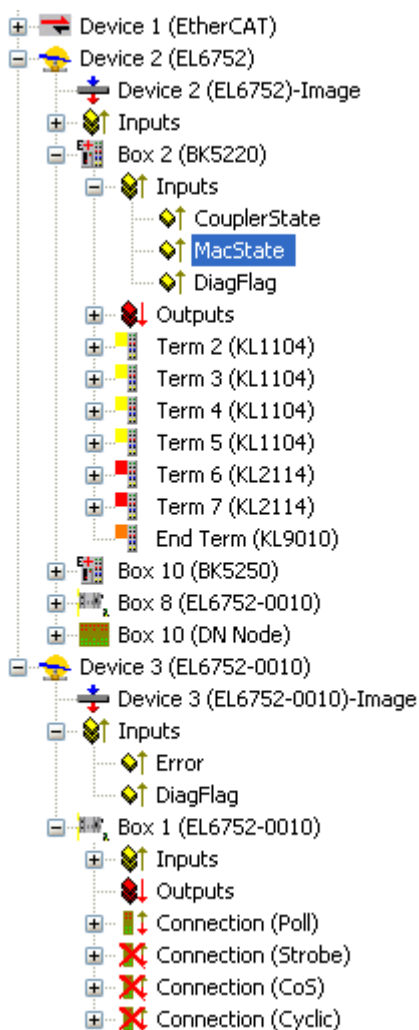 Device 1 (EtherCAT)
Device 2 (EL6752)
Device 2 (EL6752)-Image
Inputs
Box 2 (BK5220)
Inputs
CouplerState
MacState
DiagFlag
Outputs
Term 2 (KL1104)
Term 3 (KL1104)
Term 4 (KL1104)
Term 5 (KL1104)
Term 6 (KL2114)
Term 7 (KL2114)
End Term (KL9010)
Box 10 (BK5250)
Box 8 (EL6752-0010)
Box 10 (DN Node)
Device 3 (EL6752-0010)
Device 3 (EL6752-0010)-Image
Inputs
Error
DiagFlag
Box 1 (EL6752-0010)
Inputs
Outputs
Connection (Poll)
Connection (Strobe)
Connection (CoS)
Connection (Cyclic)